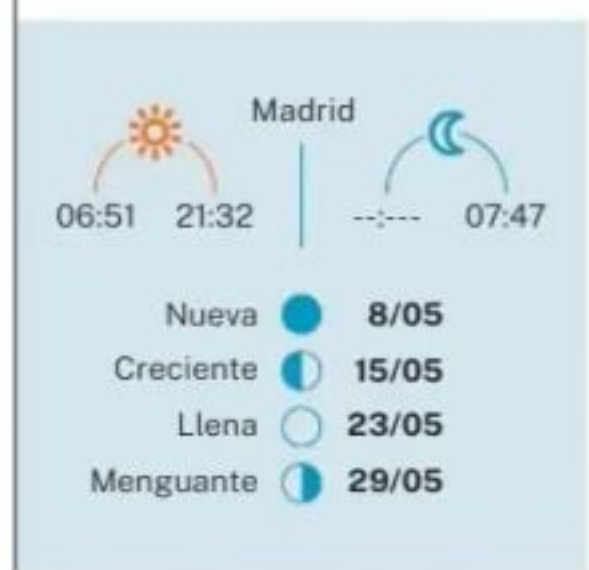 Madrid
06:51 21:32 --:--- 07:47
Nueva 8/05
Creciente 15/05
Llena 23/05
Menguante 29/05